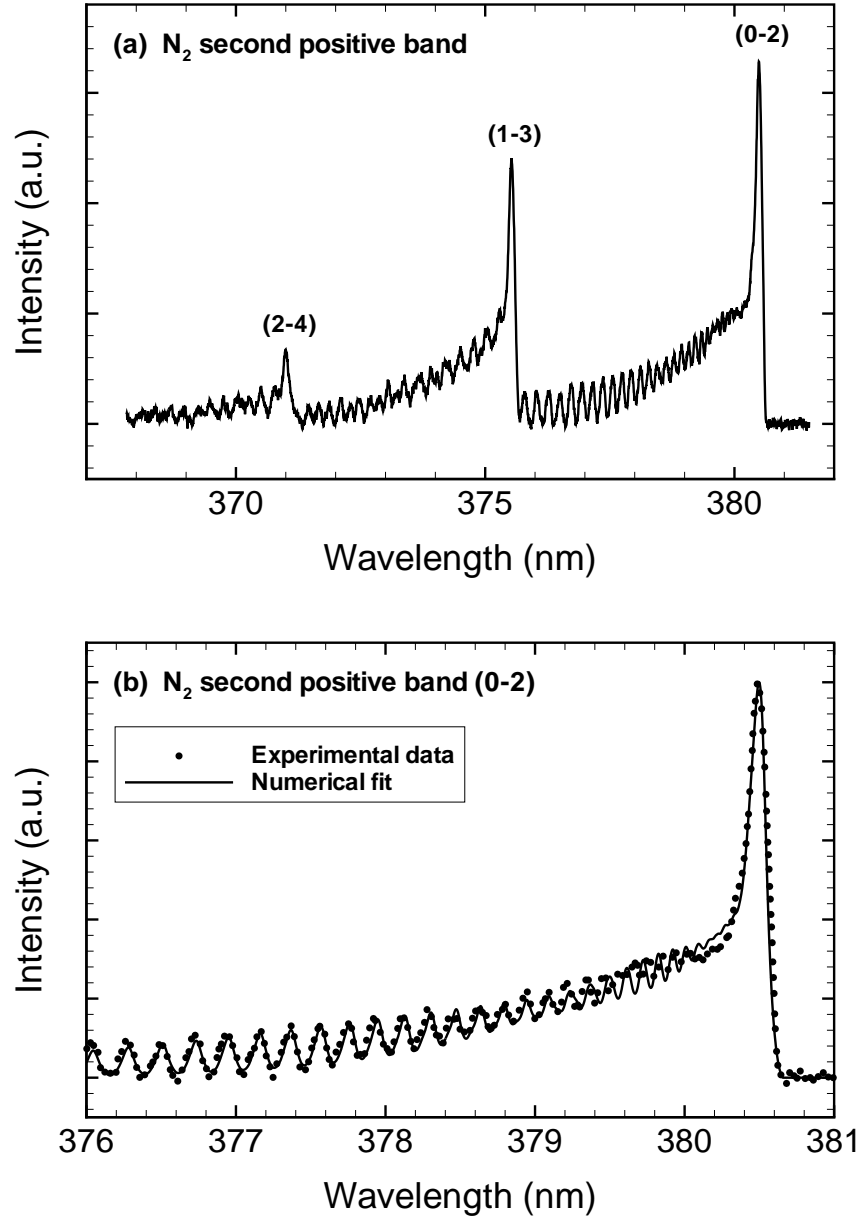 (a) N₂ second positive band
(0-2)
(1-3)
(2-4)
Intensity (a.u.)
370 375 380
Wavelength (nm)
(b) N₂ second positive band (0-2)
Experimental data
Numerical fit
Intensity (a.u.)
376 377 378 379 380 381
Wavelength (nm)